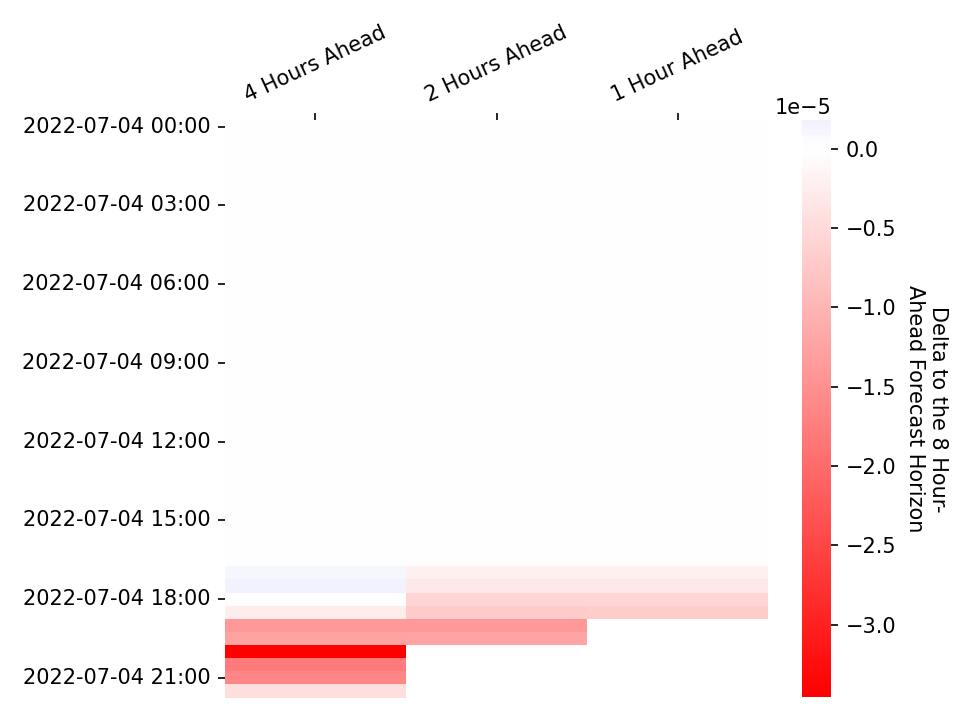 4 Hours Ahead
2 Hours Ahead
1 Hour Ahead
1e−5
2022-07-04 00:00
2022-07-04 03:00
2022-07-04 06:00
2022-07-04 09:00
2022-07-04 12:00
2022-07-04 15:00
2022-07-04 18:00
2022-07-04 21:00
0.0
−0.5
−1.0
−1.5
−2.0
−2.5
−3.0
Delta to the 8 Hour-
Ahead Forecast Horizon